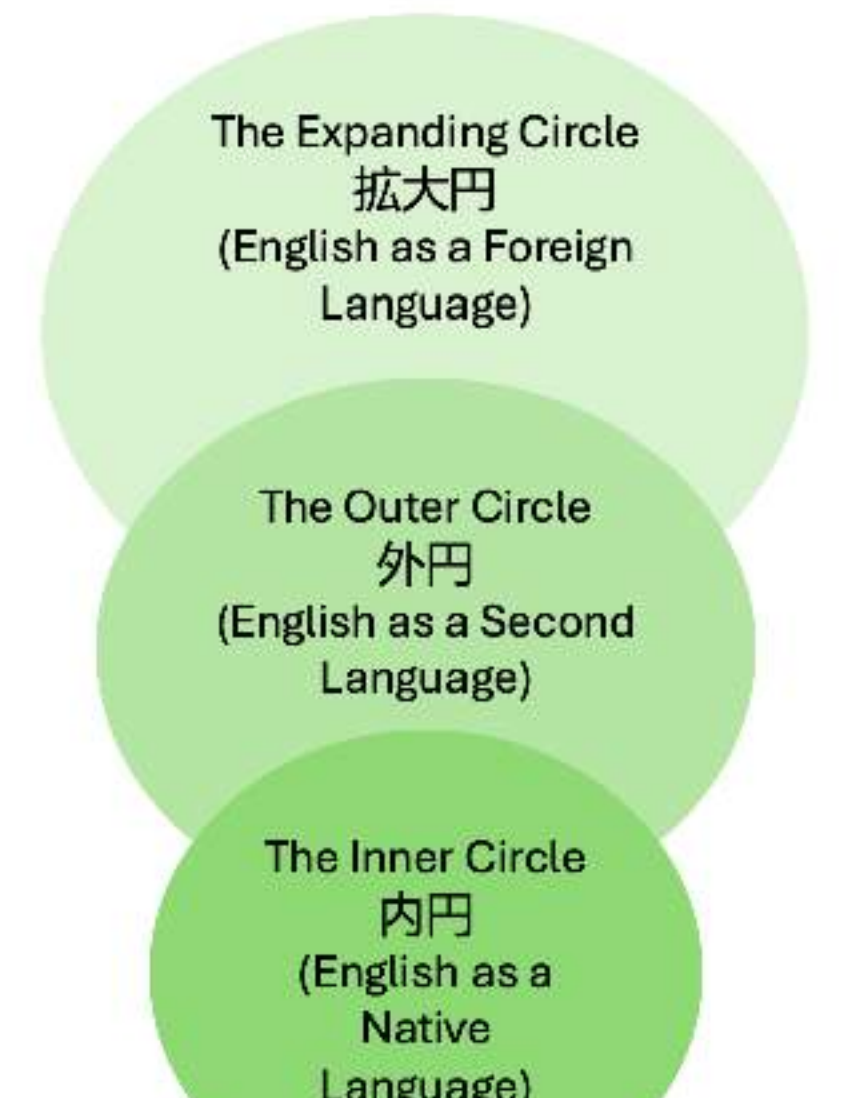 The Expanding Circle
拡大円
(English as a Foreign
Language)
The Outer Circle
外円
(English as a Second
Language)
The Inner Circle
内円
(English as a
Native
Language)